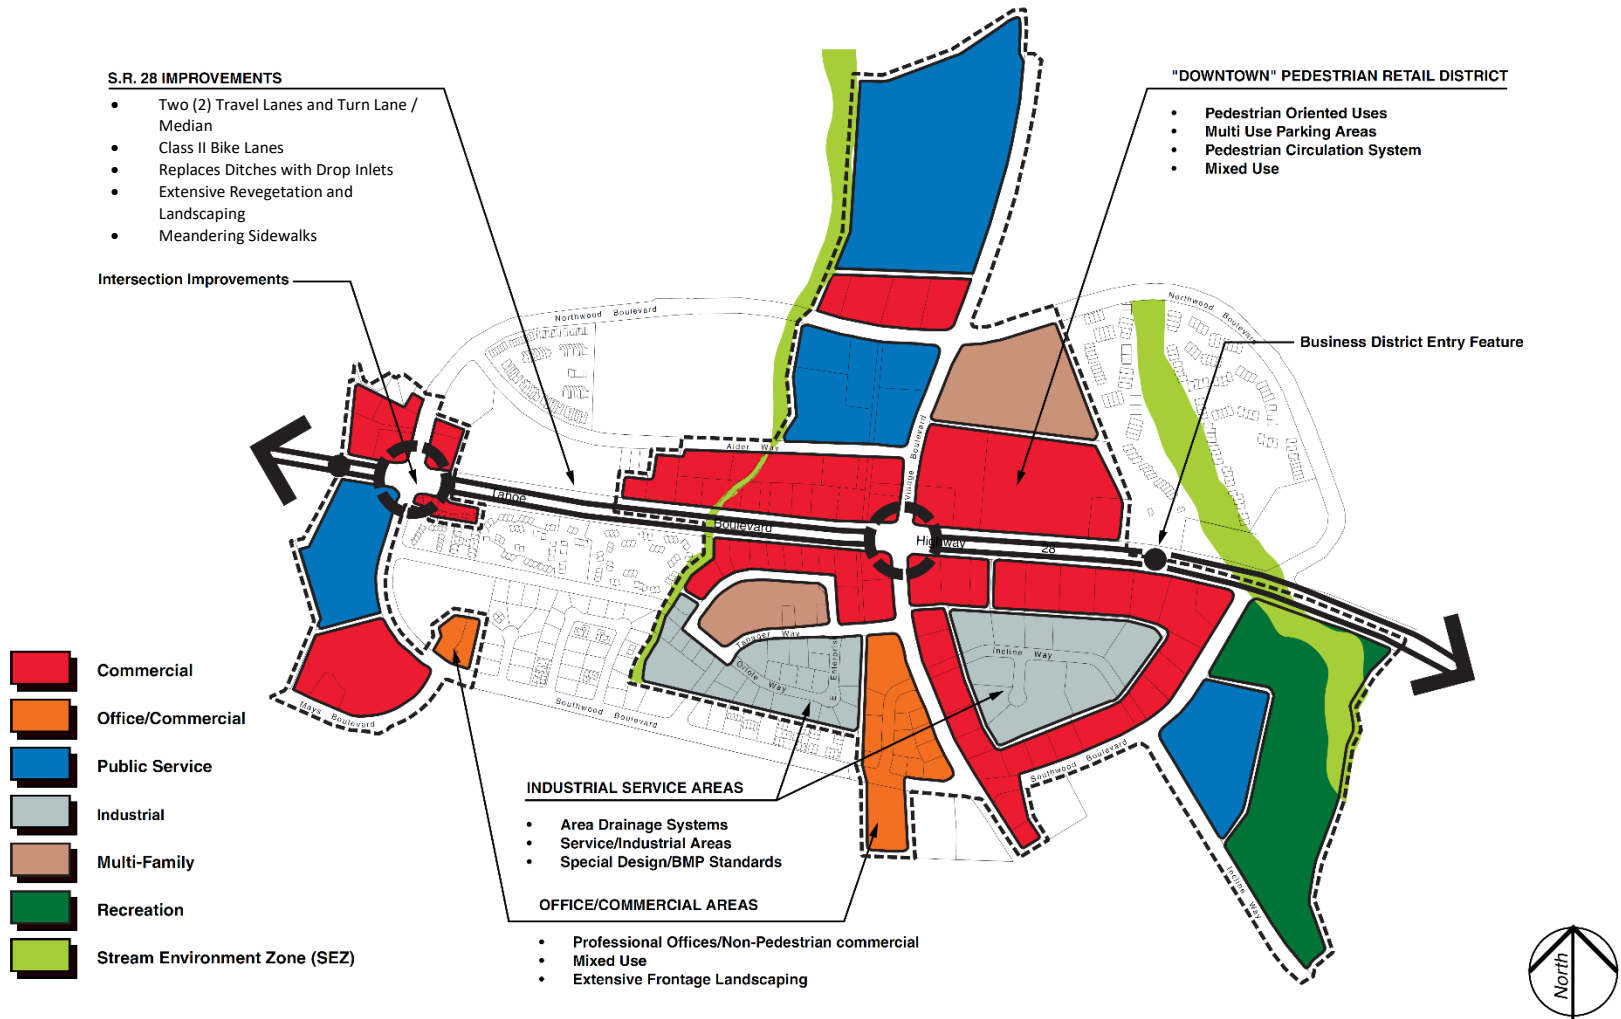 S.R. 28 IMPROVEMENTS
• Two (2) Travel Lanes and Turn Lane /
Median
• Class II Bike Lanes
• Replaces Ditches with Drop Inlets
• Extensive Revegetation and
Landscaping
• Meandering Sidewalks
Intersection Improvements
"DOWNTOWN" PEDESTRIAN RETAIL DISTRICT
• Pedestrian Oriented Uses
• Multi Use Parking Areas
• Pedestrian Circulation System
• Mixed Use
Business District Entry Feature
Northwood Boulevard
Northwood Boulevard
Alder Way
Village Boulevard
Tahoe
Boulevard
Highway
28
Tanager Way
Oriole Way
E Enterprise
Incline Way
Southwood Boulevard
Southwood Boulevard
Mays Boulevard
Incline Way
Commercial
Office/Commercial
Public Service
Industrial
Multi-Family
Recreation
Stream Environment Zone (SEZ)
INDUSTRIAL SERVICE AREAS
• Area Drainage Systems
• Service/Industrial Areas
• Special Design/BMP Standards
OFFICE/COMMERCIAL AREAS
• Professional Offices/Non-Pedestrian commercial
• Mixed Use
• Extensive Frontage Landscaping
North